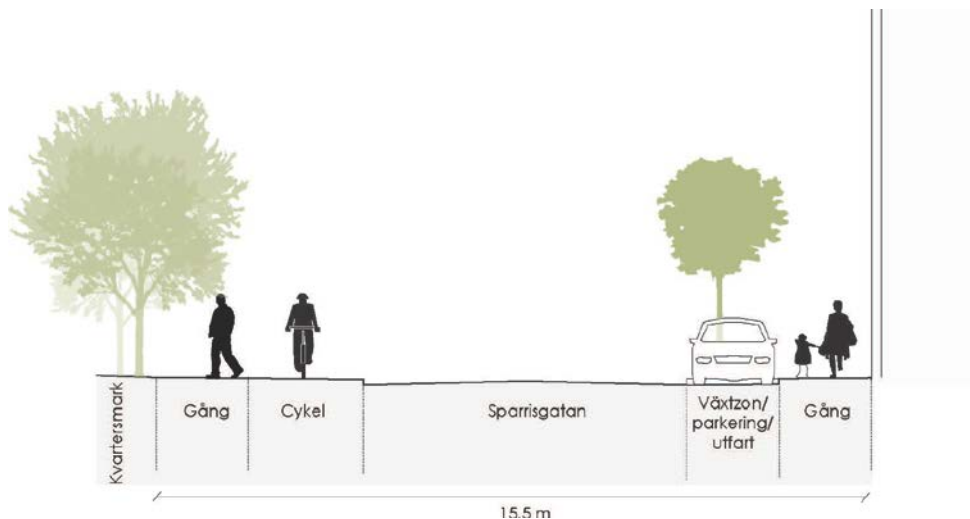 Kvartersmark
Gång
Cykel
Sparrisgatan
Växtzon/
parkering/
utfart
Gång
15.5 m